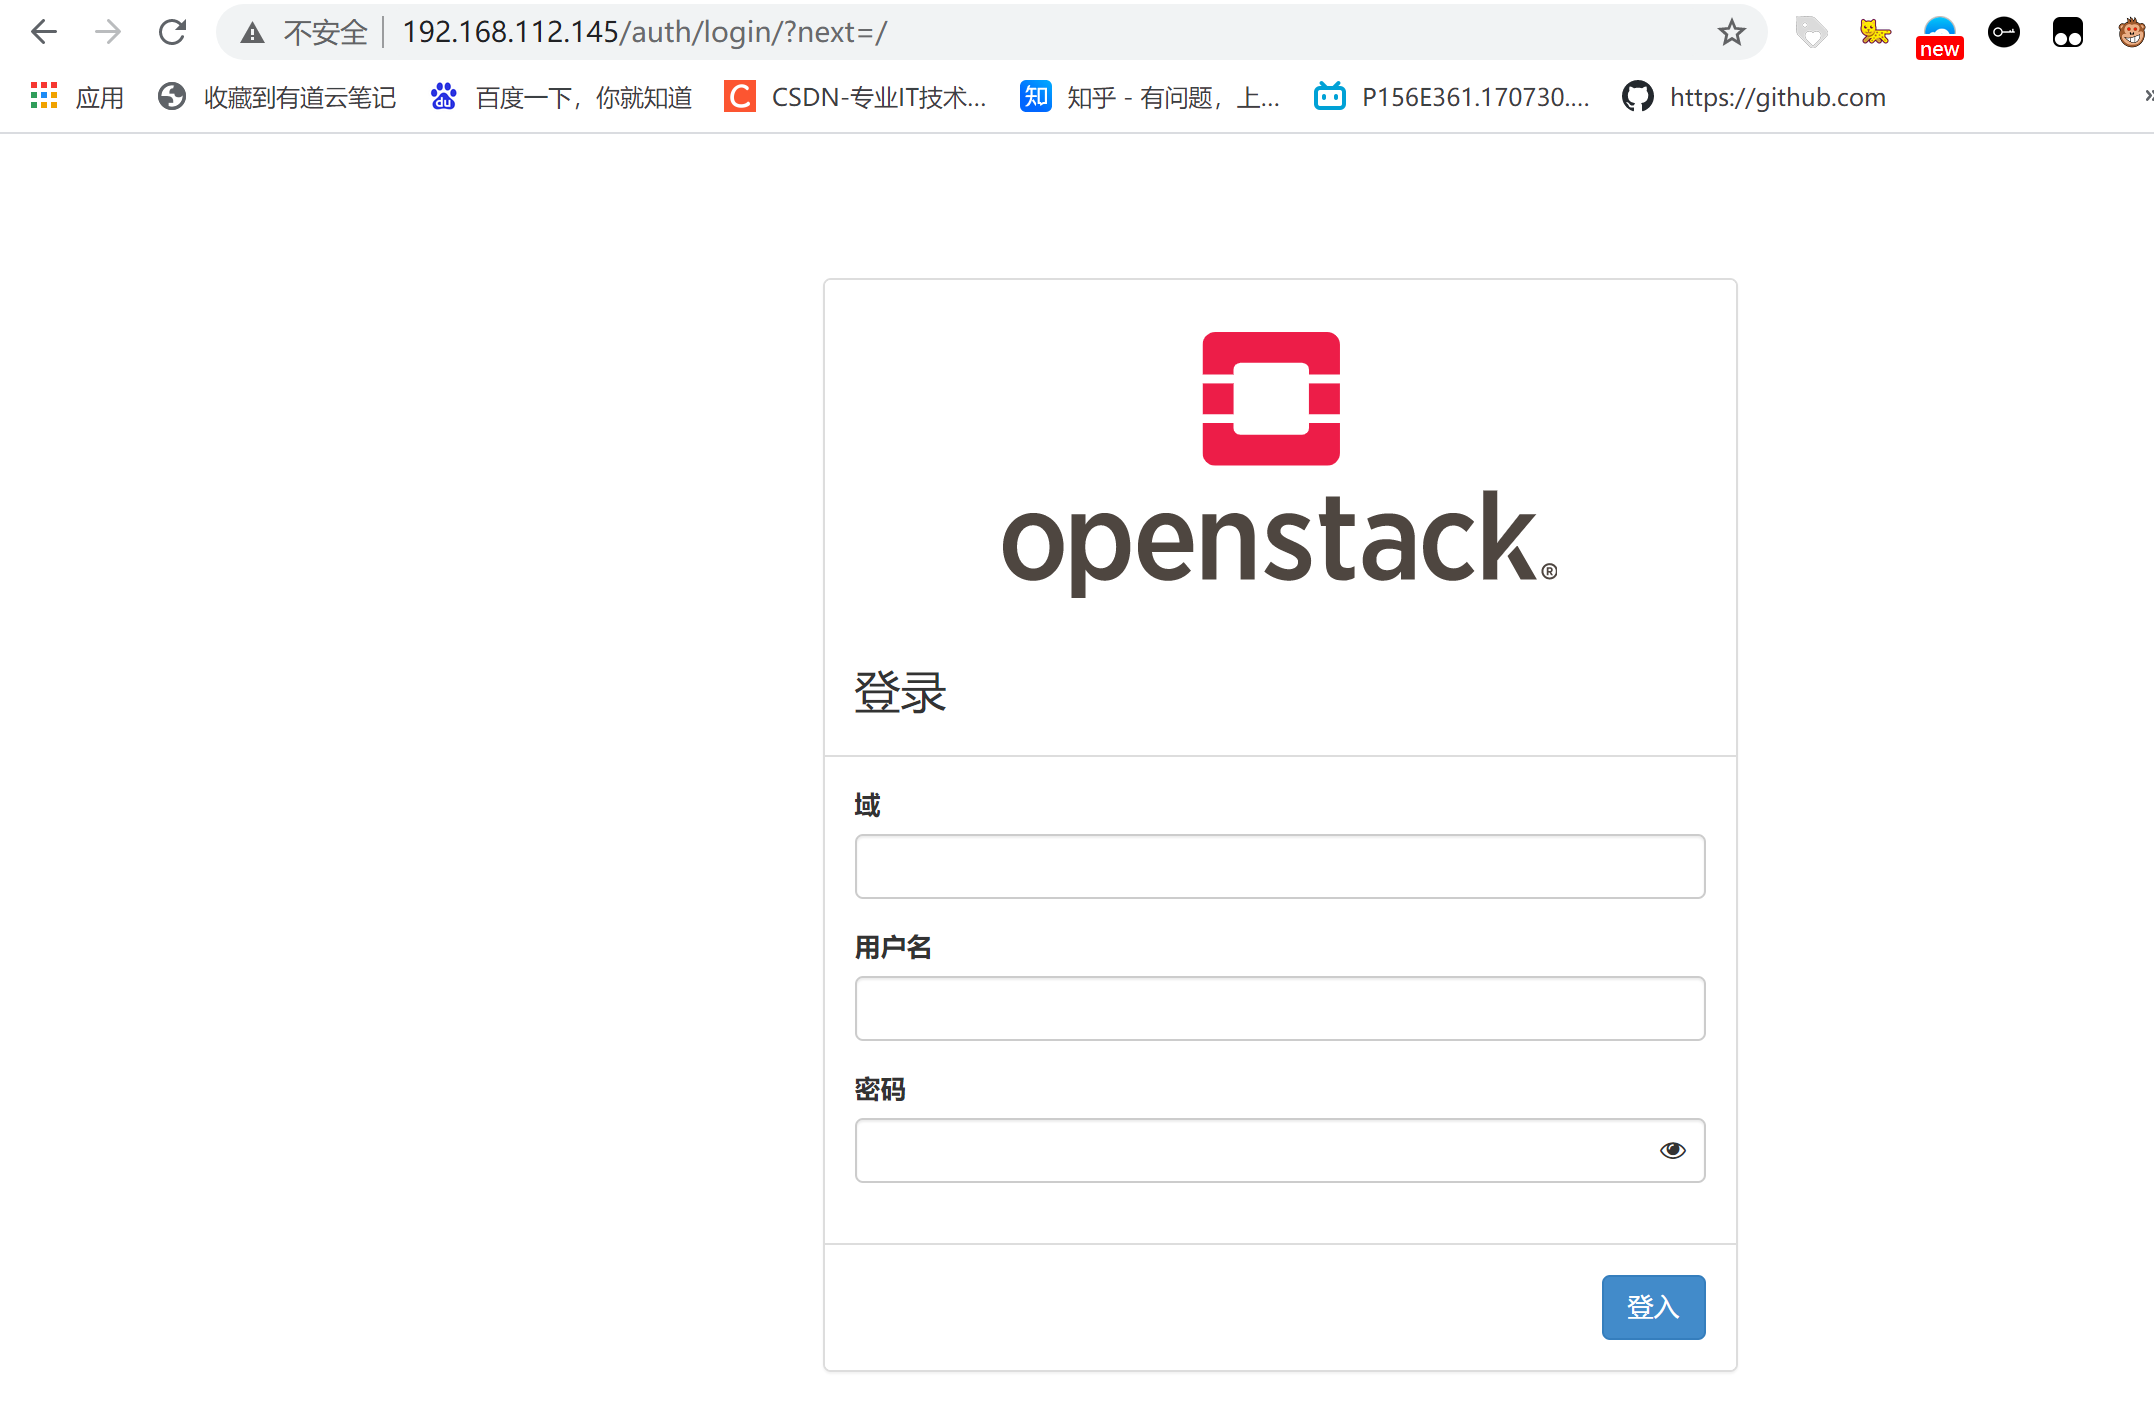 不安全 192.168.112.145/auth/login/?next=/
new
应用 收藏到有道云笔记 百度一下，你就知道 CSDN-专业IT技术... 知乎 - 有问题，上... P156E361.170730.... https://github.com
openstack®
登录
域
用户名
密码
登入